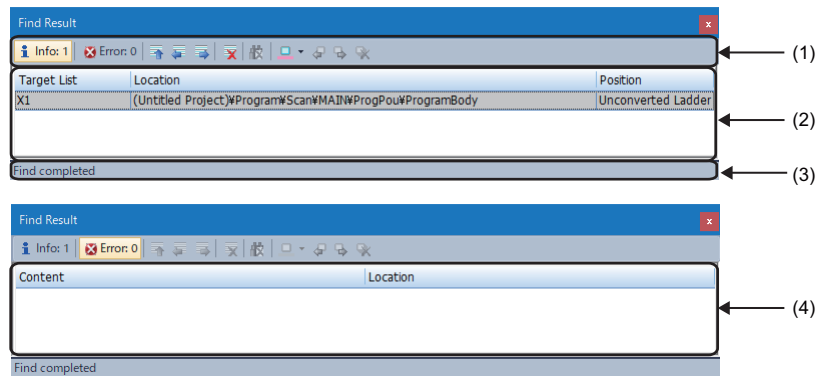 Find Result
Info: 1 Error: 0 (1)
Target List Location Position
X1 (Untitled Project)¥Program¥Scan¥MAIN¥ProgPou¥ProgramBody Unconverted Ladder
(2)
Find completed (3)
Find Result
Info: 1 Error: 0
Content Location
(4)
Find completed